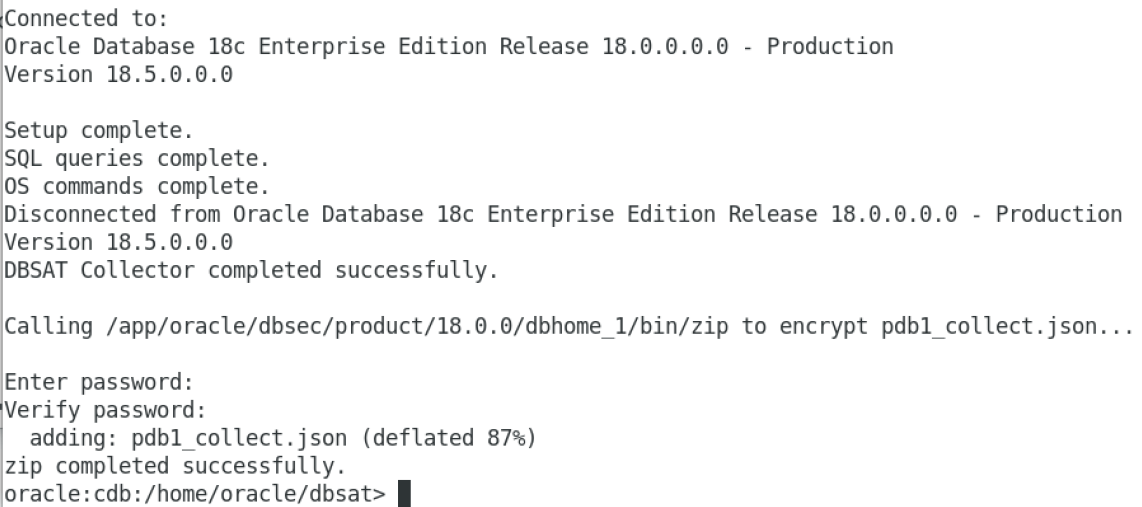 Connected to:
Oracle Database 18c Enterprise Edition Release 18.0.0.0.0 - Production
Version 18.5.0.0.0
Setup complete.
SQL queries complete.
OS commands complete.
Disconnected from Oracle Database 18c Enterprise Edition Release 18.0.0.0.0 - Production
Version 18.5.0.0.0
DBSAT Collector completed successfully.
Calling /app/oracle/dbsec/product/18.0.0/dbhome_1/bin/zip to encrypt pdb1_collect.json...
Enter password:
Verify password:
  adding: pdb1_collect.json (deflated 87%)
zip completed successfully.
oracle:cdb:/home/oracle/dbsat>